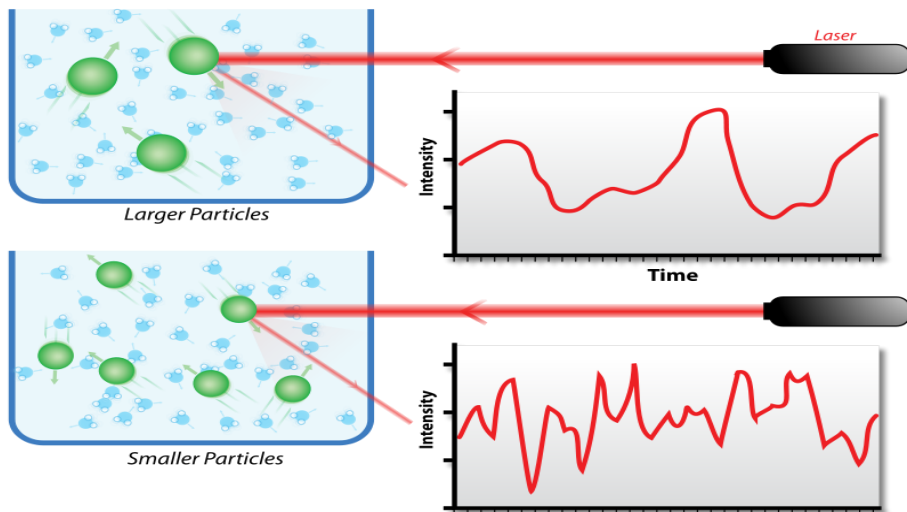 Laser
Intensity
Larger Particles
Time
Intensity
Smaller Particles